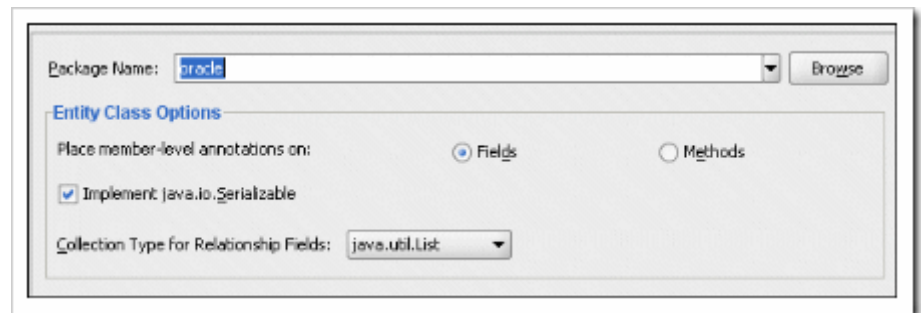 Package Name: oracle Browse
Entity Class Options
Place member-level annotations on: Fields Methods
Implement java.io.Serializable
Collection Type for Relationship Fields: java.util.List